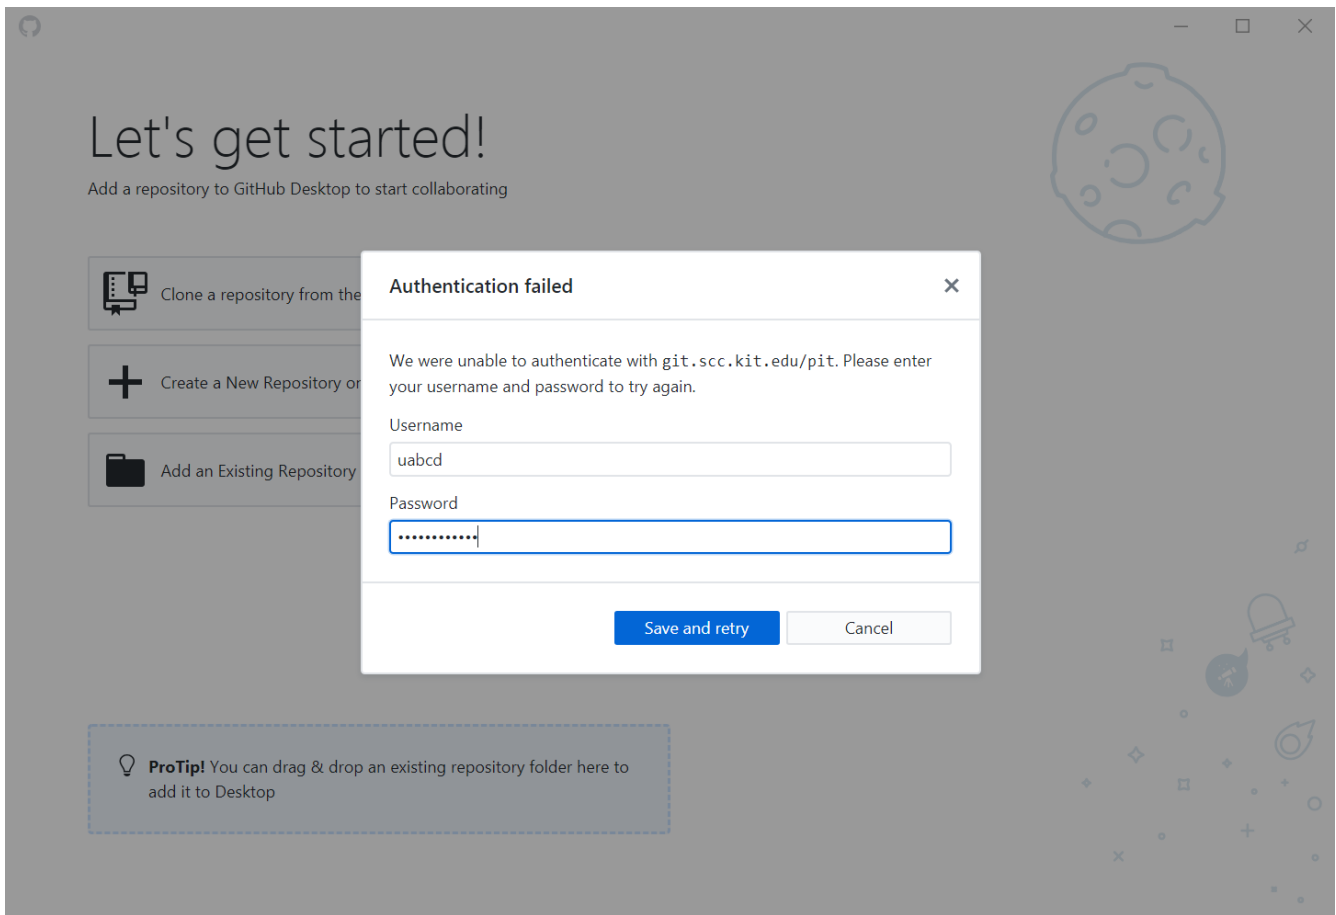 Let's get started!
Add a repository to GitHub Desktop to start collaborating
Clone a repository from the
Create a New Repository or
Add an Existing Repository
Authentication failed
We were unable to authenticate with git.scc.kit.edu/pit. Please enter
your username and password to try again.
Username
uabcd
Password
••••••••••••
Save and retry
Cancel
ProTip! You can drag & drop an existing repository folder here to
add it to Desktop